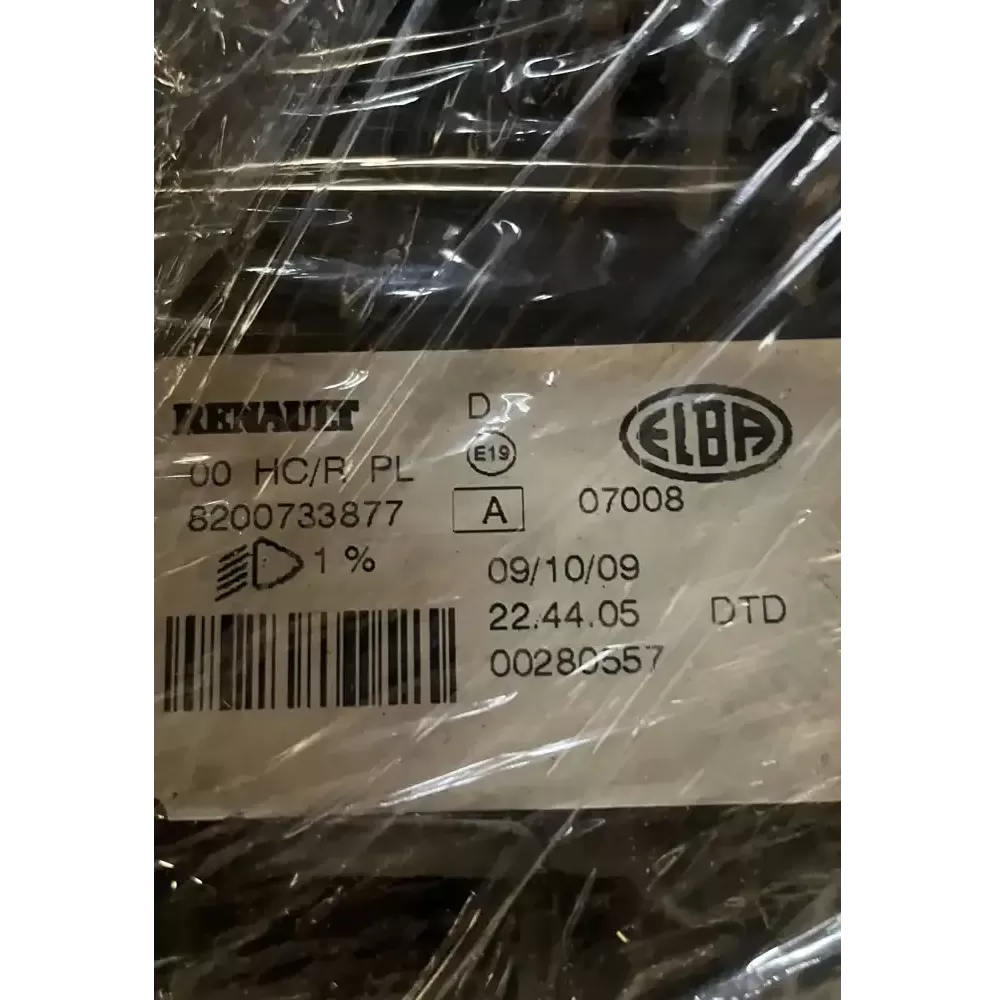 RENAULT
D
ELBA
E19
00 HC/R PL
8200733877
A
07008
1 %
09/10/09
22.44.05
DTD
00280557